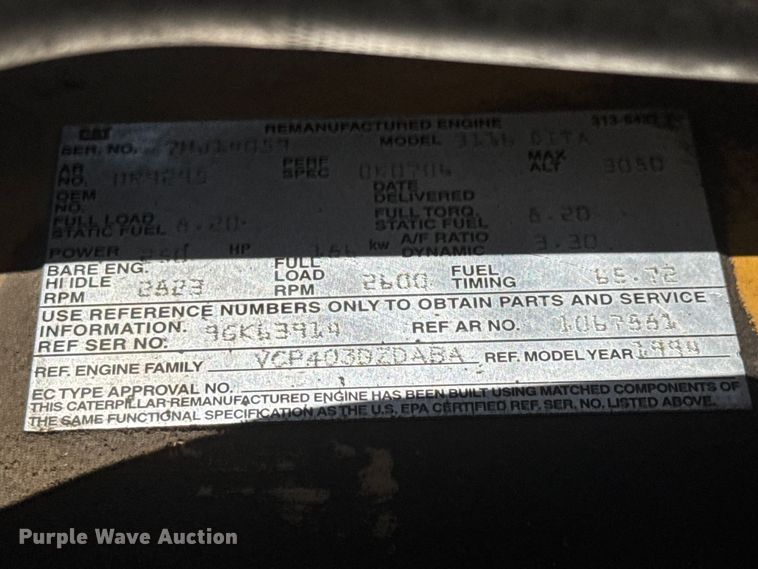 CAT REMANUFACTURED ENGINE
SER. NO. MODEL 3116 DITA
AR NO. 0R9295 PERF SPEC 0K0706 MAX ALT 3050
OEM NO. DATE DELIVERED
FULL LOAD STATIC FUEL 6.20 FULL TORQ. STATIC FUEL 6.20
POWER HP kw A/F RATIO DYNAMIC 3.30
BARE ENG. HI IDLE RPM 2823 FULL LOAD RPM 2600 FUEL TIMING 65.72
USE REFERENCE NUMBERS ONLY TO OBTAIN PARTS AND SERVICE
INFORMATION.
REF SER NO. 9GK63914 REF AR NO. 1067561
REF. ENGINE FAMILY VCP403DZDABA REF. MODEL YEAR
EC TYPE APPROVAL NO.
THIS CATERPILLAR REMANUFACTURED ENGINE HAS BEEN BUILT USING MATCHED COMPONENTS OF
THE SAME FUNCTIONAL SPECIFICATION AS THE U.S. EPA CERTIFIED REF. SER. NO. LISTED ABOVE.
Purple Wave Auction